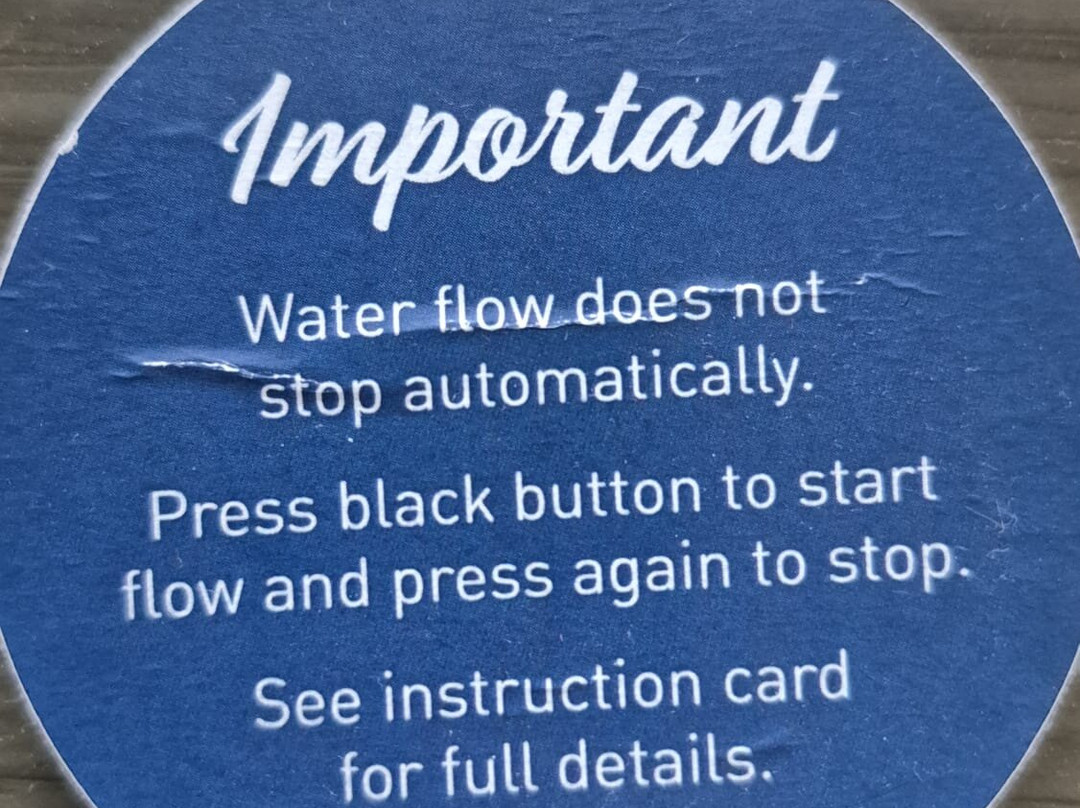 Important
Water flow does not
stop automatically.
Press black button to start
flow and press again to stop.
See instruction card
for full details.